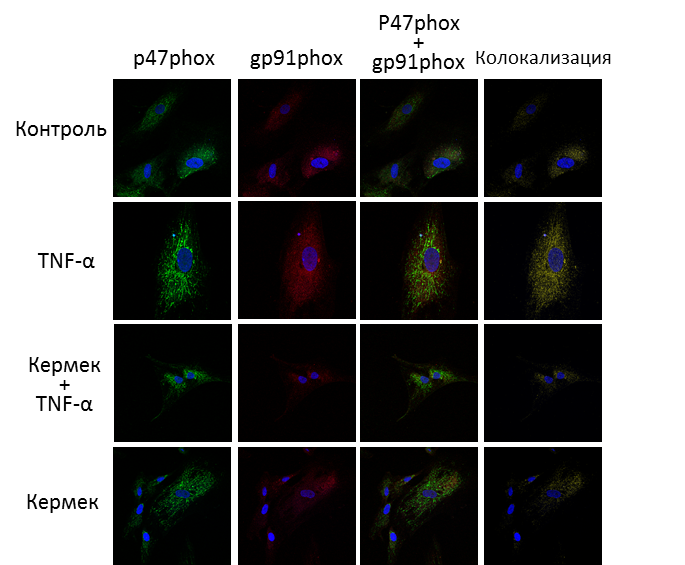 p47phox
gp91phox
P47phox
+
gp91phox
Колокализация
Контроль
TNF-α
Кермек
+
TNF-α
Кермек